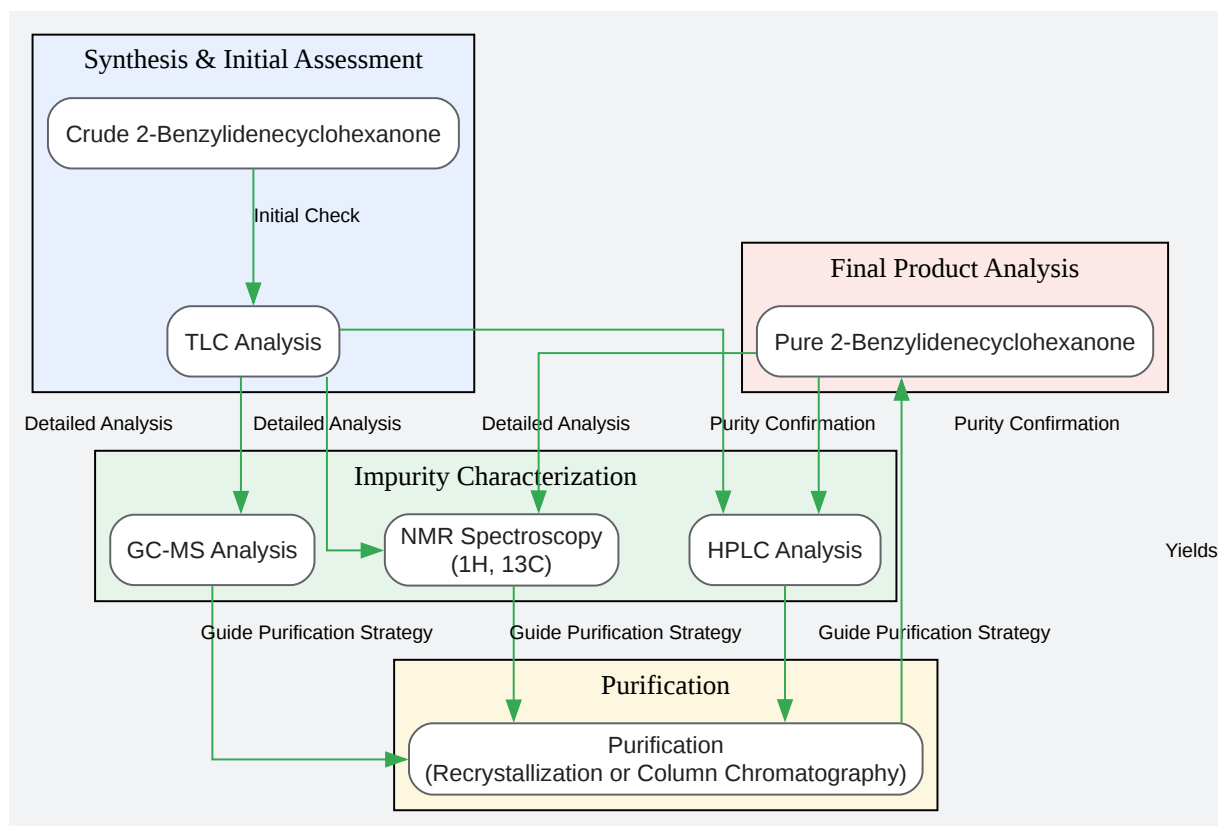 Synthesis & Initial Assessment
Crude 2-Benzylidenecyclohexanone
Initial Check
Final Product Analysis
TLC Analysis
Pure 2-Benzylidenecyclohexanone
Detailed Analysis
Detailed Analysis
Detailed Analysis
Purity Confirmation
Purity Confirmation
Impurity Characterization
GC-MS Analysis
NMR Spectroscopy
(1H, 13C)
HPLC Analysis
Yields
Guide Purification Strategy
Guide Purification Strategy
Guide Purification Strategy
Purification
Purification
(Recrystallization or Column Chromatography)